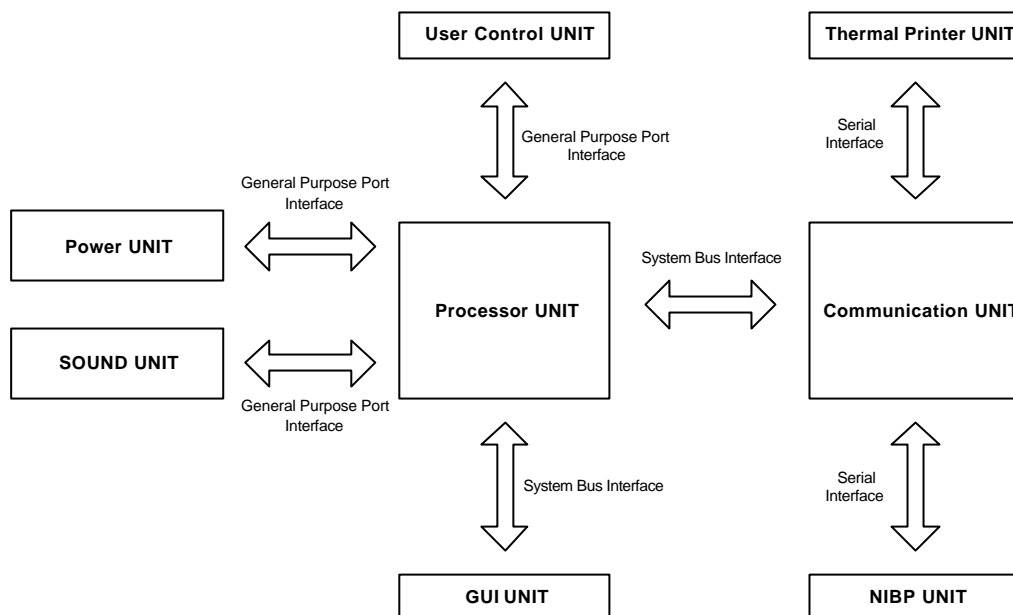 User Control UNIT
Thermal Printer UNIT
General Purpose Port
Interface
Serial
Interface
General Purpose Port
Interface
Power UNIT
System Bus Interface
Processor UNIT
Communication UNIT
SOUND UNIT
General Purpose Port
Interface
System Bus Interface
Serial
Interface
GUI UNIT
NIBP UNIT